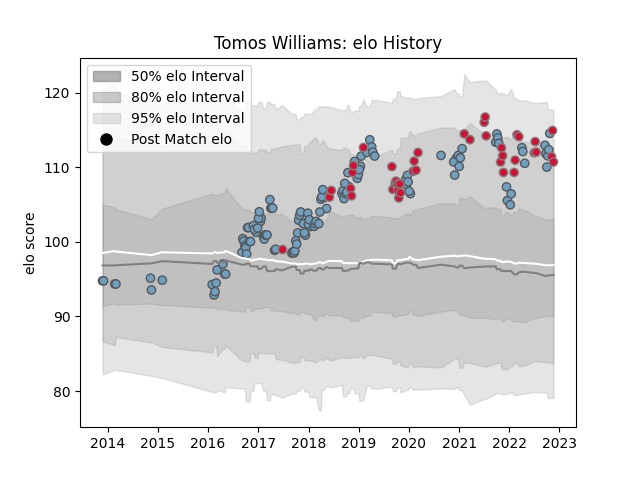 Tomos Williams: elo History
50% elo Interval
80% elo Interval
95% elo Interval
Post Match elo
elo score
120
110
100
90
80
2014 2015 2016 2017 2018 2019 2020 2021 2022 2023